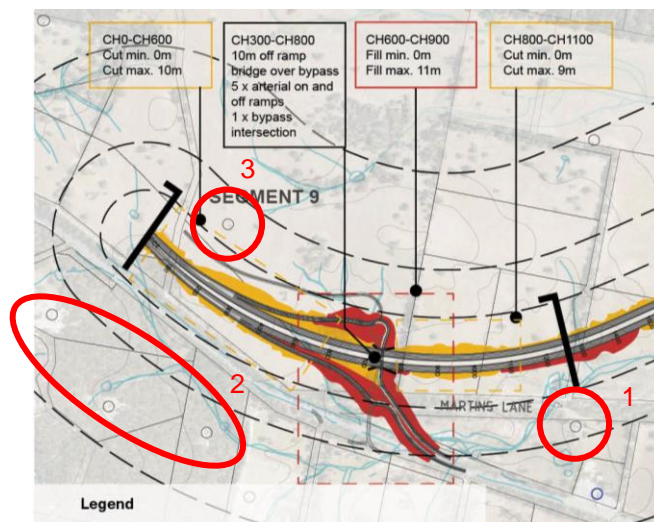 CH0-CH600
Cut min. 0m
Cut max. 10m
CH300-CH800
10m off ramp
bridge over bypass
5 x arterial on and
off ramps
1 x bypass
intersection
CH600-CH900
Fill min. 0m
Fill max. 11m
CH800-CH1100
Cut min. 0m
Cut max. 9m
3
SEGMENT 9
2
1
MARTINS LANE
Legend